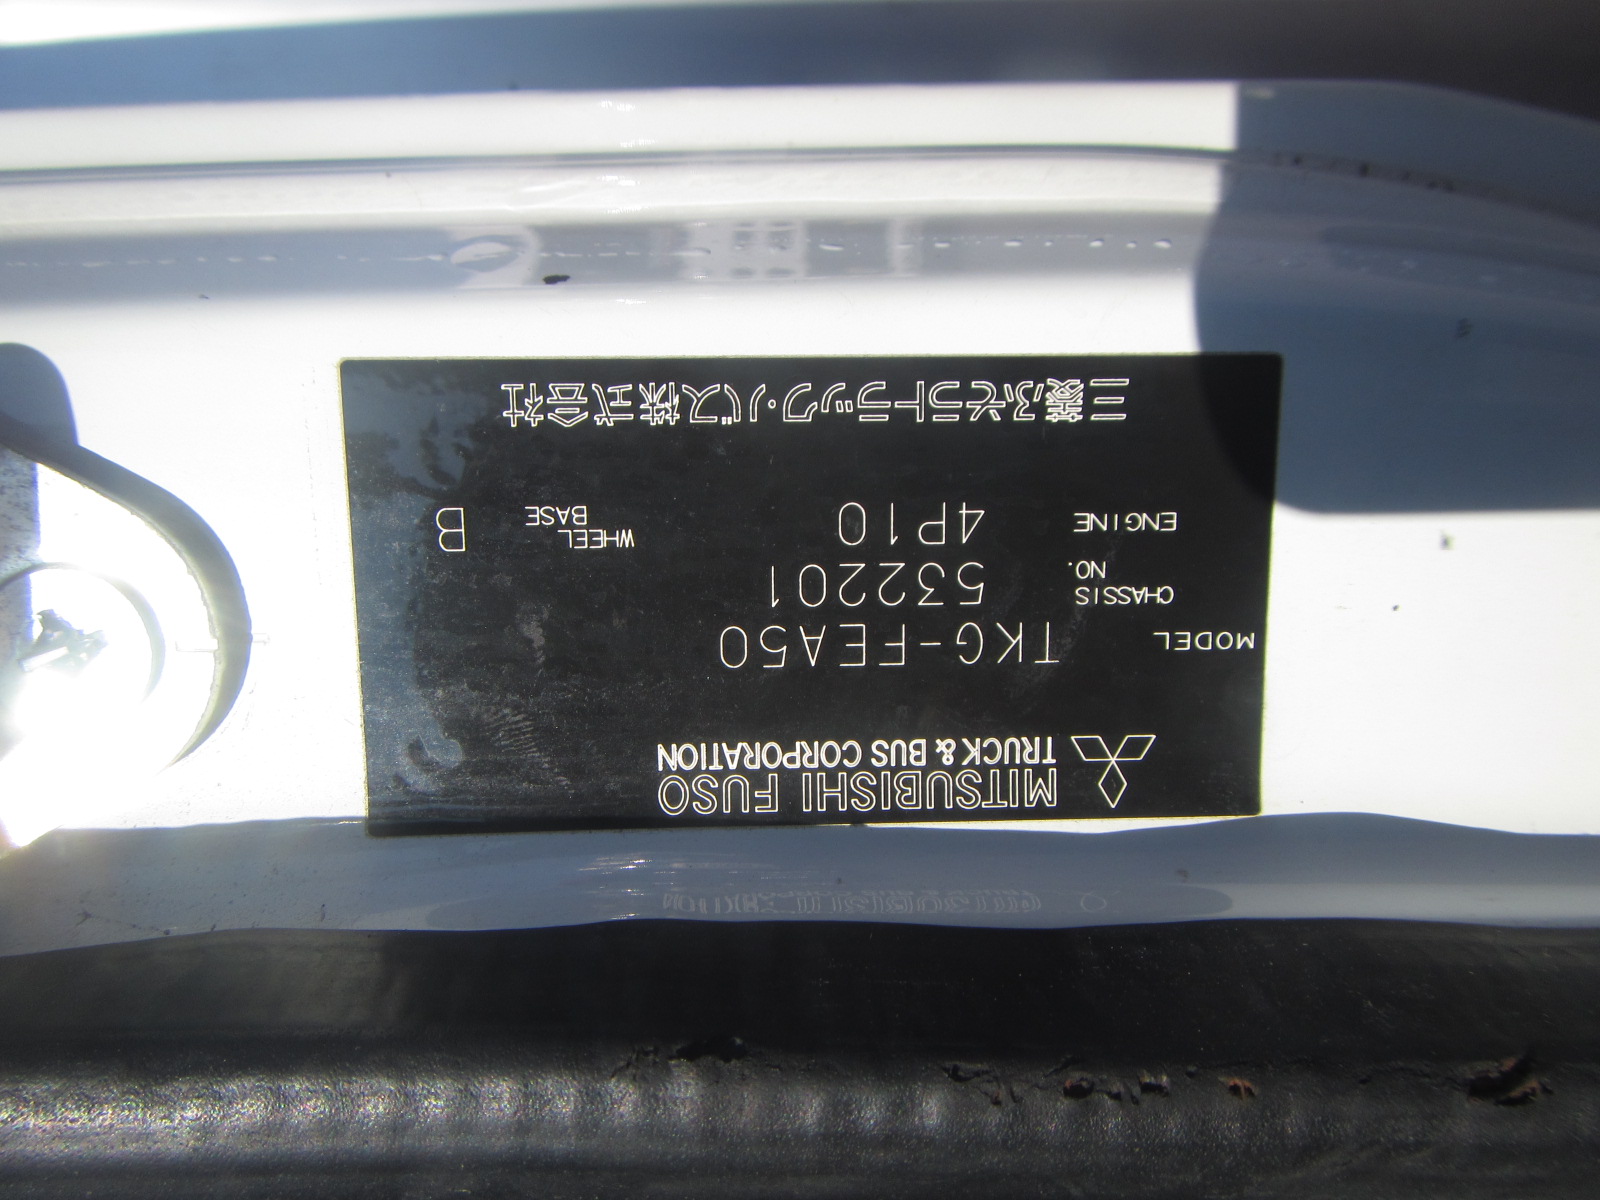 MITSUBISHI FUSO
TRUCK & BUS CORPORATION
MODEL TKG-FEA50
CHASSIS NO. 532201
ENGINE 4P10 WHEEL BASE B
三菱ふそうトラック・バス株式会社